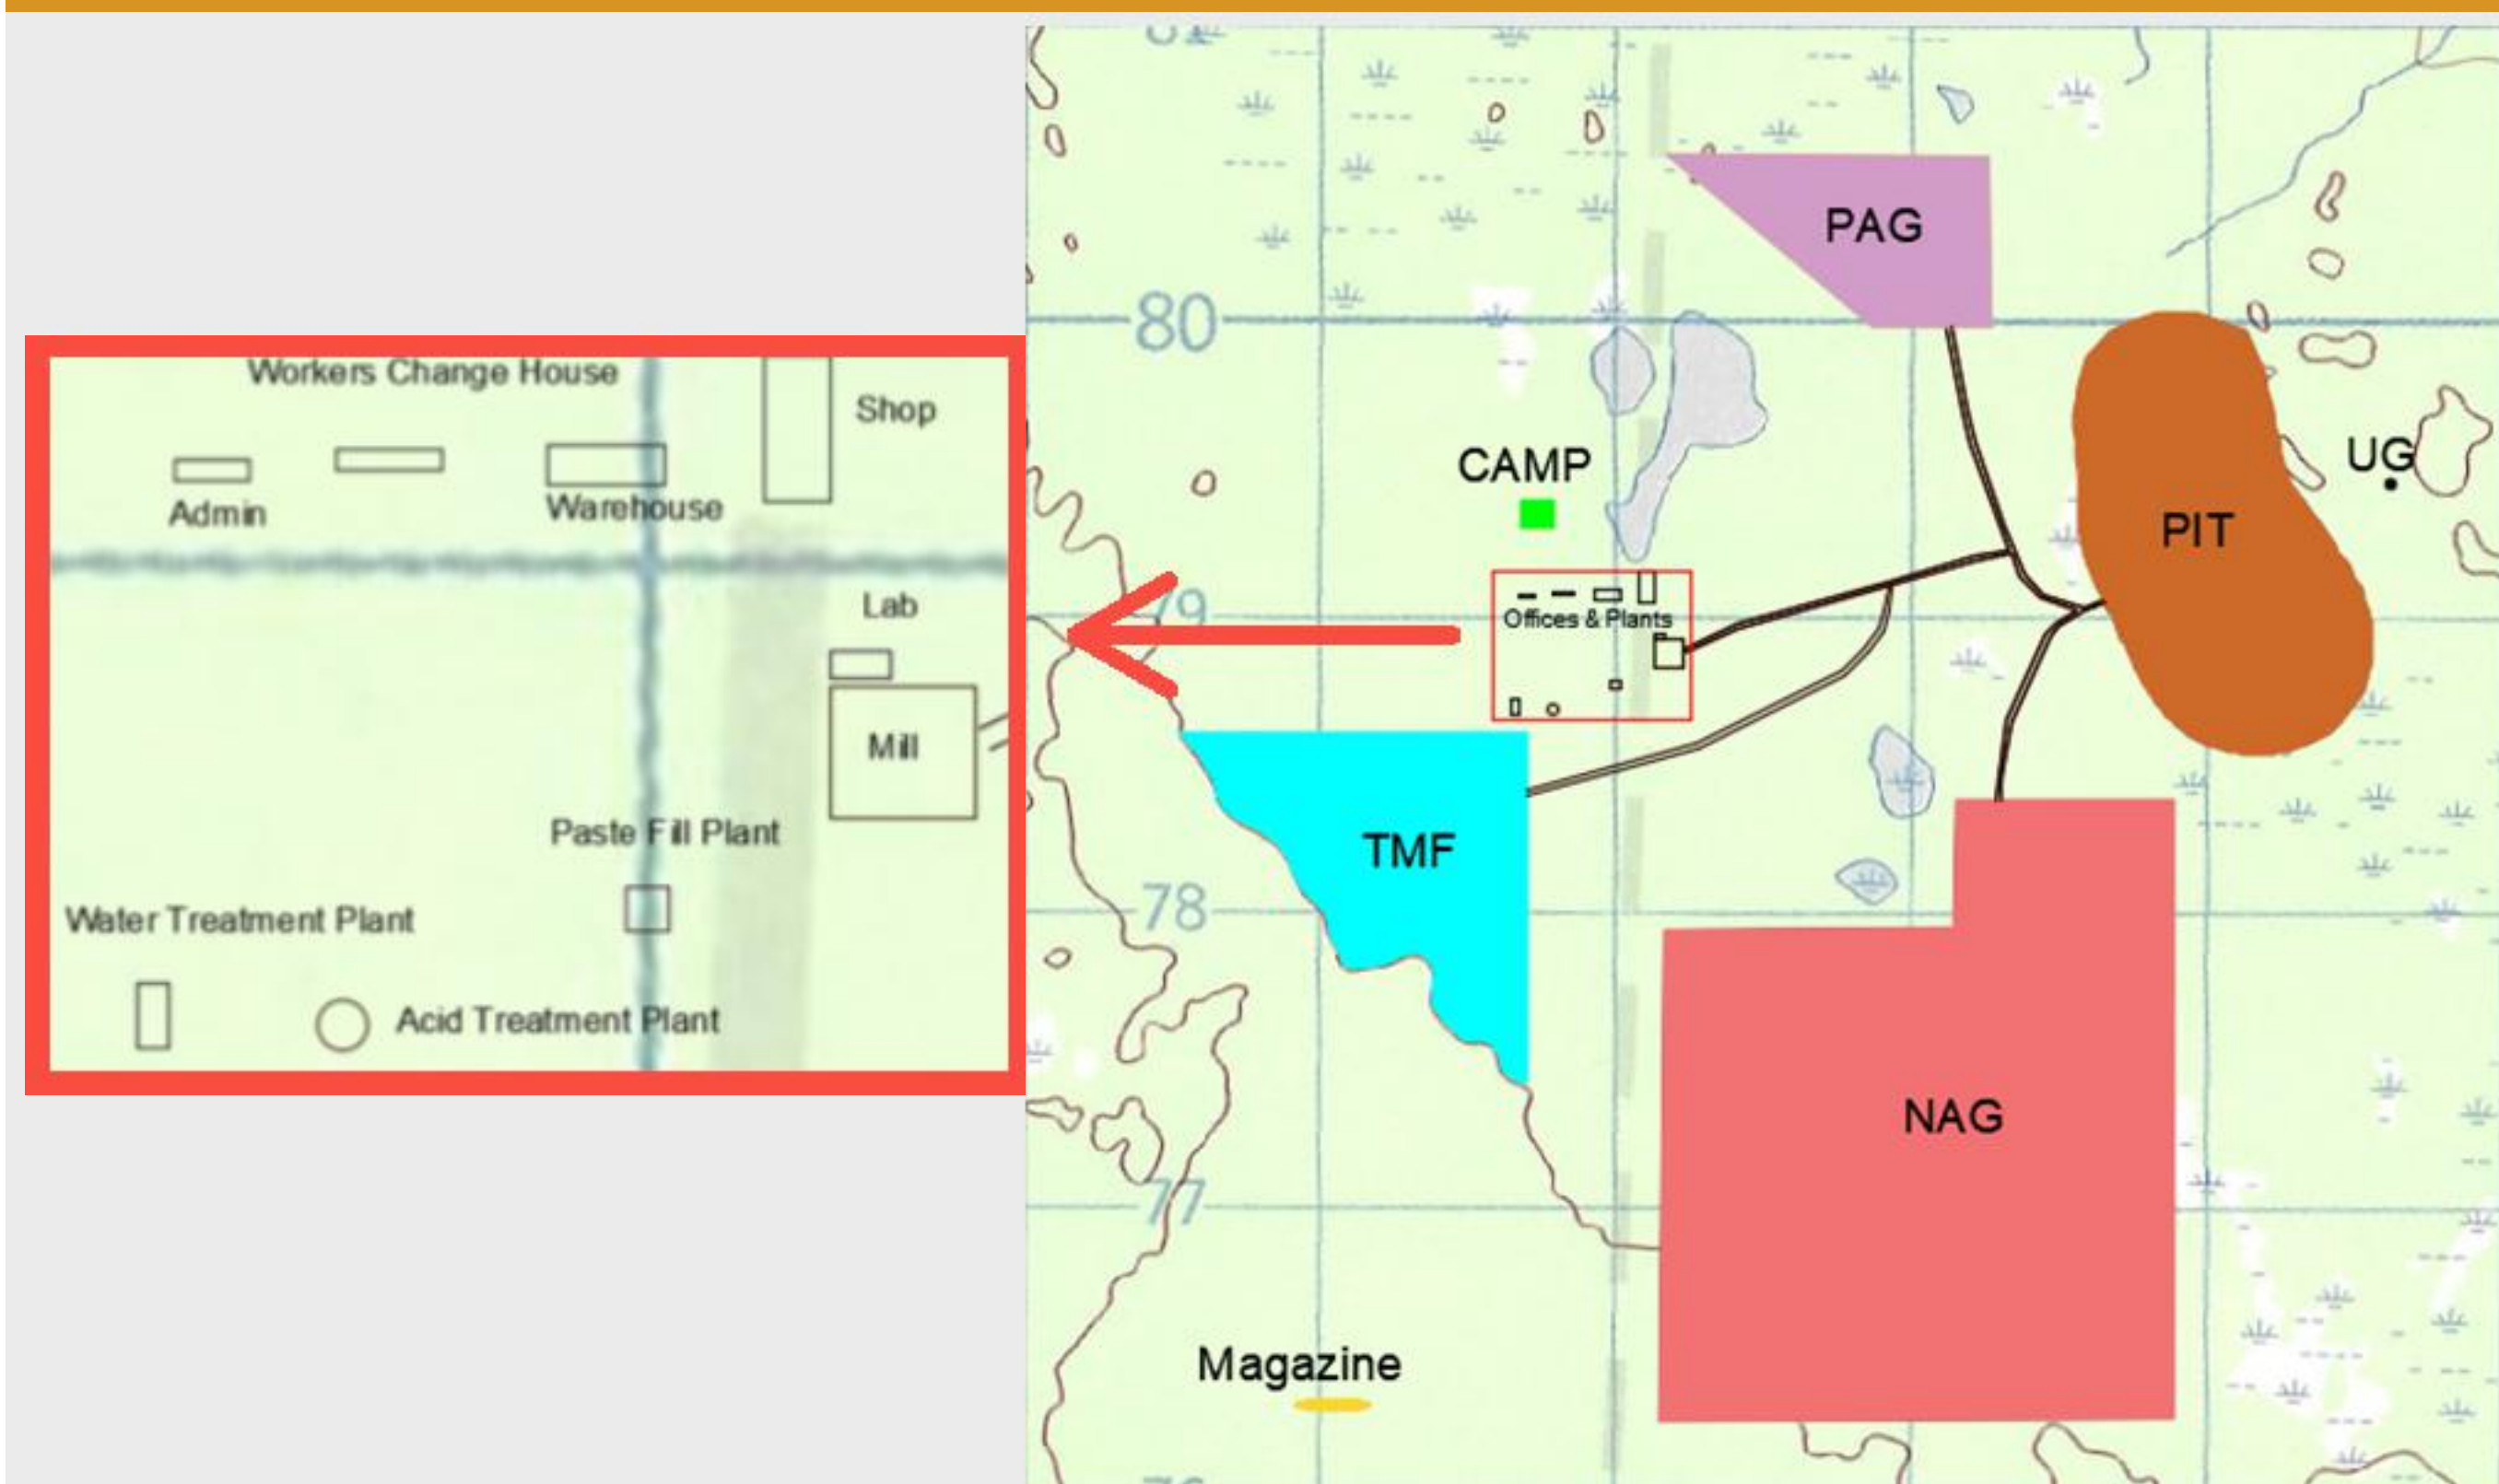 Workers Change House
Shop
Admin
Warehouse
Lab
Mill
Paste Fill Plant
Water Treatment Plant
Acid Treatment Plant
PAG
80
CAMP
UG
PIT
79
Offices & Plants
TMF
78
NAG
77
Magazine